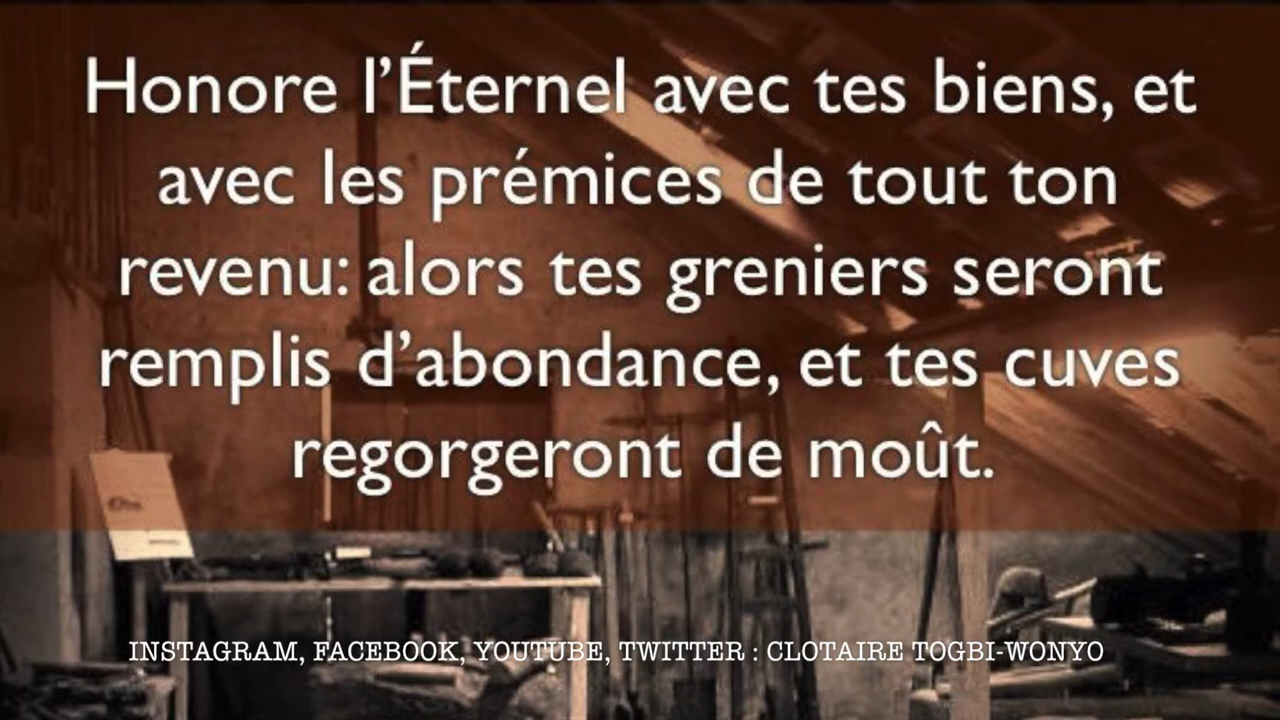 Honore l’Éternel avec tes biens, et
avec les prémices de tout ton
revenu: alors tes greniers seront
remplis d’abondance, et tes cuves
regorgeront de moût.
INSTAGRAM, FACEBOOK, YOUTUBE, TWITTER : CLOTAIRE TOGBI-WONYO